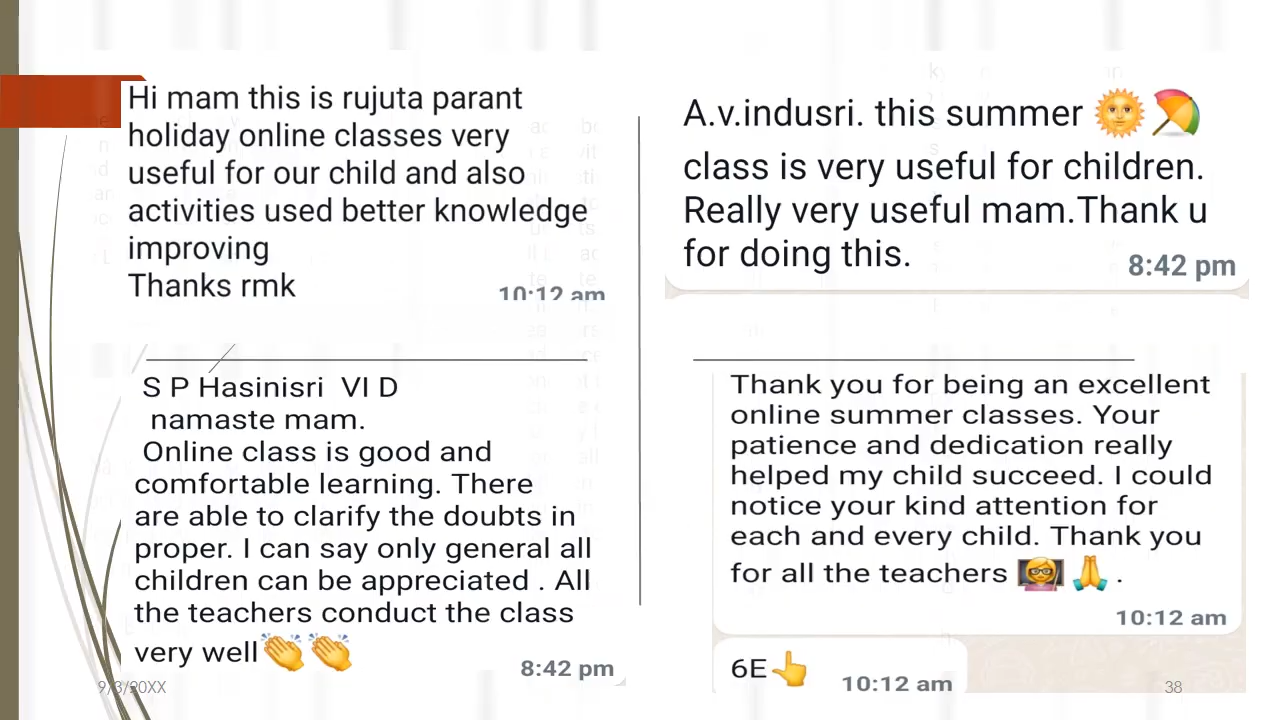 Hi mam this is rujuta parant
holiday online classes very
useful for our child and also
activities used better knowledge
improving
Thanks rmk
10:12 am
A.v.indusri. this summer 🌞⛱️
class is very useful for children.
Really very useful mam.Thank u
for doing this.
8:42 pm
S P Hasinisri VI D
namaste mam.
Online class is good and
comfortable learning. There
are able to clarify the doubts in
proper. I can say only general all
children can be appreciated . All
the teachers conduct the class
very well👏👏
8:42 pm
Thank you for being an excellent
online summer classes. Your
patience and dedication really
helped my child succeed. I could
notice your kind attention for
each and every child. Thank you
for all the teachers 👩‍🏫🙏 .
10:12 am
6E👆
10:12 am
9/3/20XX
38